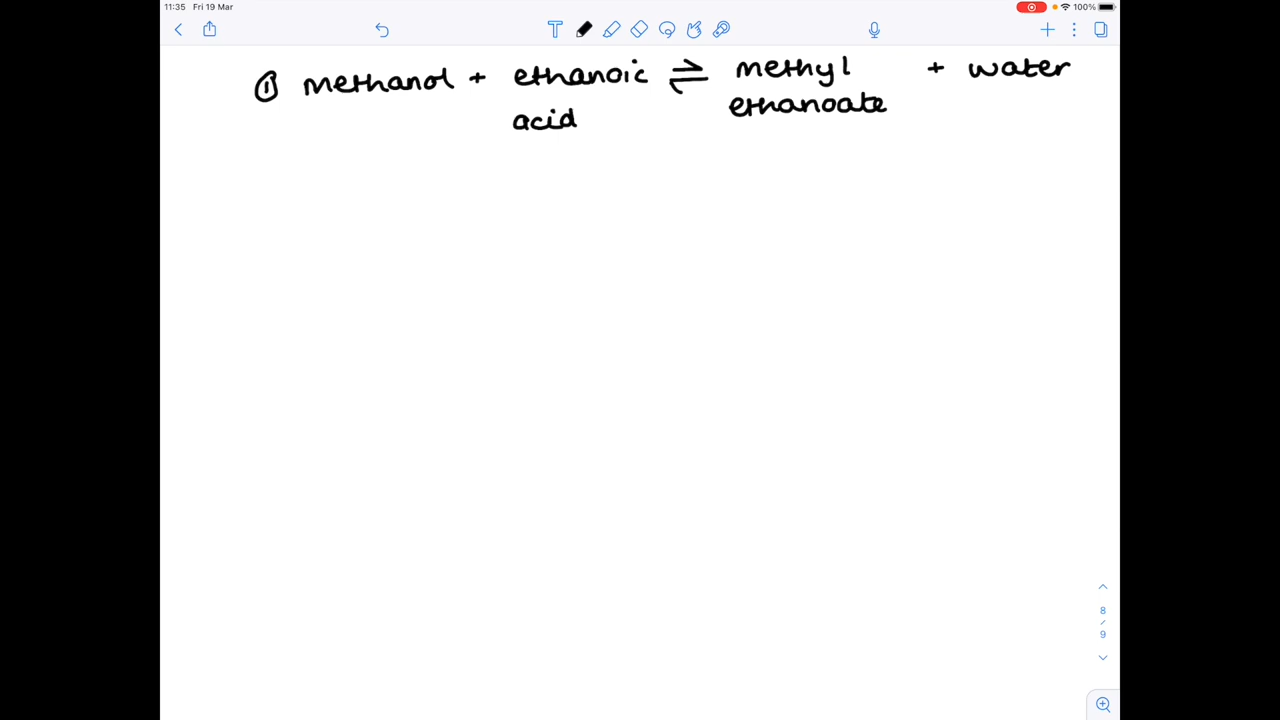 11:35 Fri 19 Mar
100%
T
① methanol + ethanoic ⇌ methyl + water
acid ethanoate
8
/
9